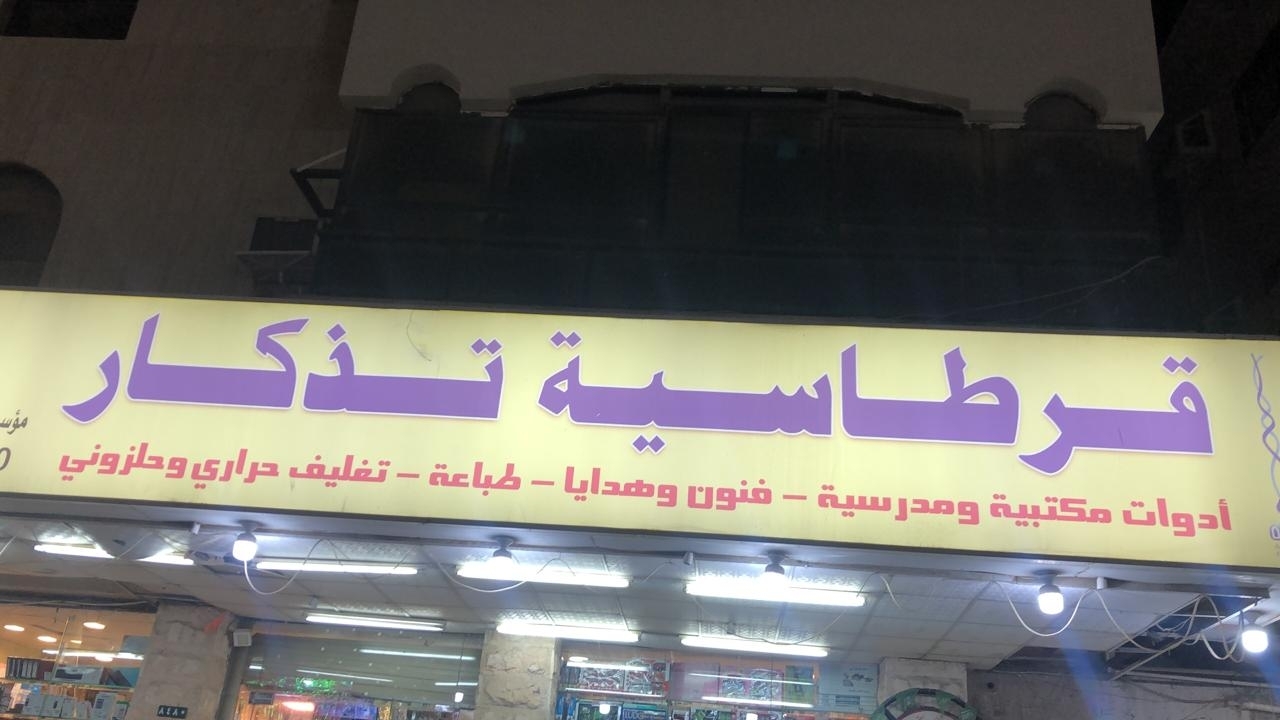 قرطاسية تذكار
أدوات مكتبية ومدرسية – فنون وهدايا – طباعة – تغليف حراري وحلزوني